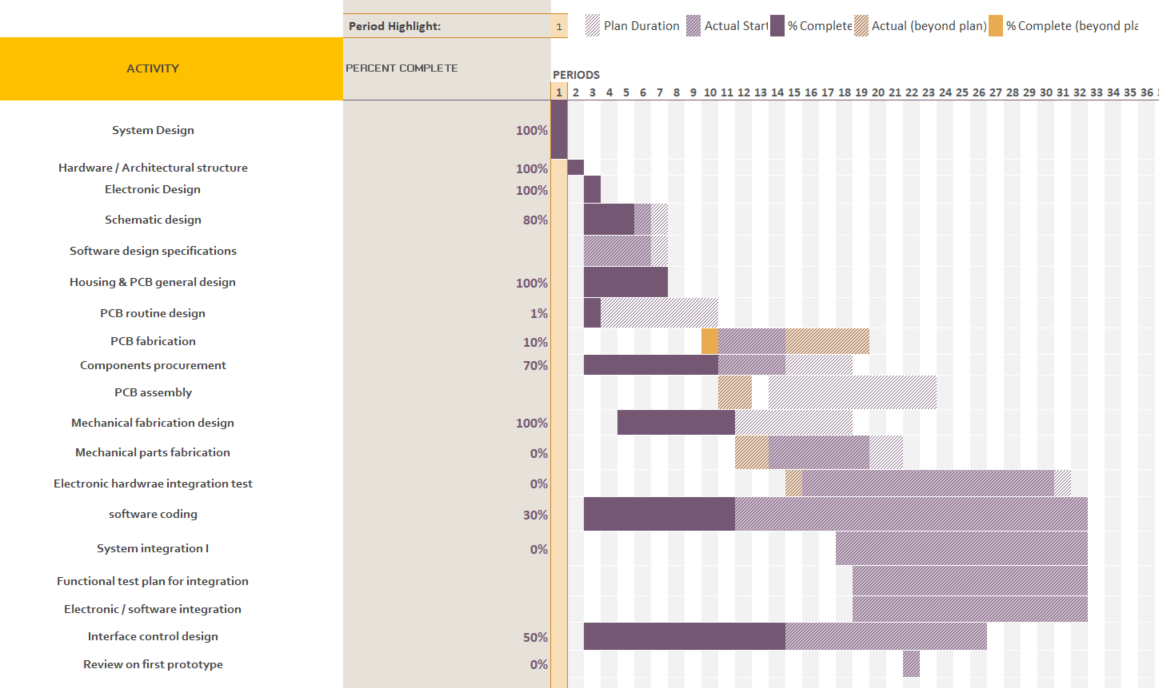 Period Highlight: 1 Plan Duration Actual Start % Complete Actual (beyond plan) % Complete (beyond pla
ACTIVITY PERCENT COMPLETE
PERIODS
1 2 3 4 5 6 7 8 9 10 11 12 13 14 15 16 17 18 19 20 21 22 23 24 25 26 27 28 29 30 31 32 33 34 35 36
System Design 100%
Hardware / Architectural structure 100%
Electronic Design 100%
Schematic design 80%
Software design specifications
Housing & PCB general design 100%
PCB routine design 1%
PCB fabrication 10%
Components procurement 70%
PCB assembly
Mechanical fabrication design 100%
Mechanical parts fabrication 0%
Electronic hardwrae integration test 0%
software coding 30%
System integration I 0%
Functional test plan for integration
Electronic / software integration
Interface control design 50%
Review on first prototype 0%